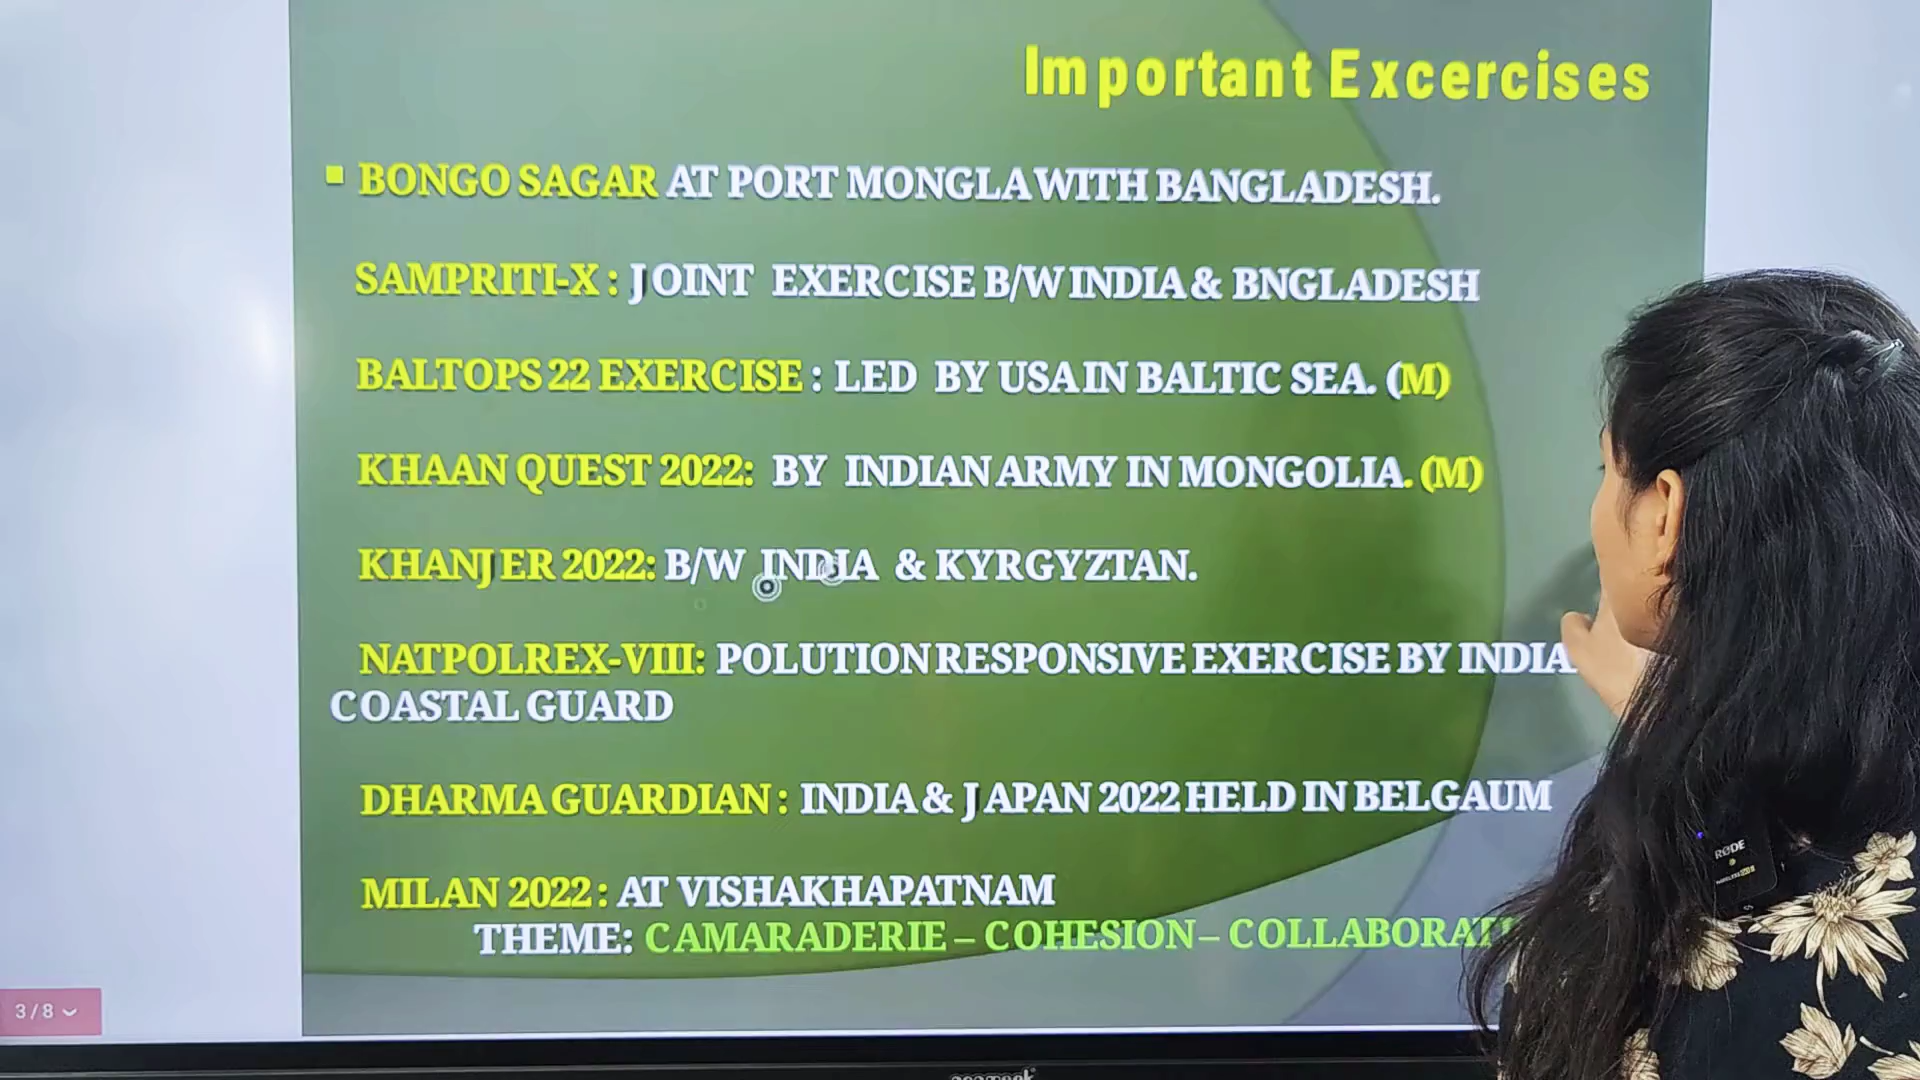 Important Excercises
BONGO SAGAR AT PORT MONGLA WITH BANGLADESH.
SAMPRITI-X : JOINT EXERCISE B/W INDIA & BNGLADESH
BALTOPS 22 EXERCISE : LED BY USA IN BALTIC SEA. (M)
KHAAN QUEST 2022: BY INDIAN ARMY IN MONGOLIA. (M)
KHANJER 2022: B/W INDIA & KYRGYZTAN.
NATPOLREX-VIII: POLUTION RESPONSIVE EXERCISE BY INDIA
COASTAL GUARD
DHARMA GUARDIAN : INDIA & JAPAN 2022 HELD IN BELGAUM
MILAN 2022 : AT VISHAKHAPATNAM
THEME: CAMARADERIE – COHESION – COLLABORATI
3 / 8
RØDE